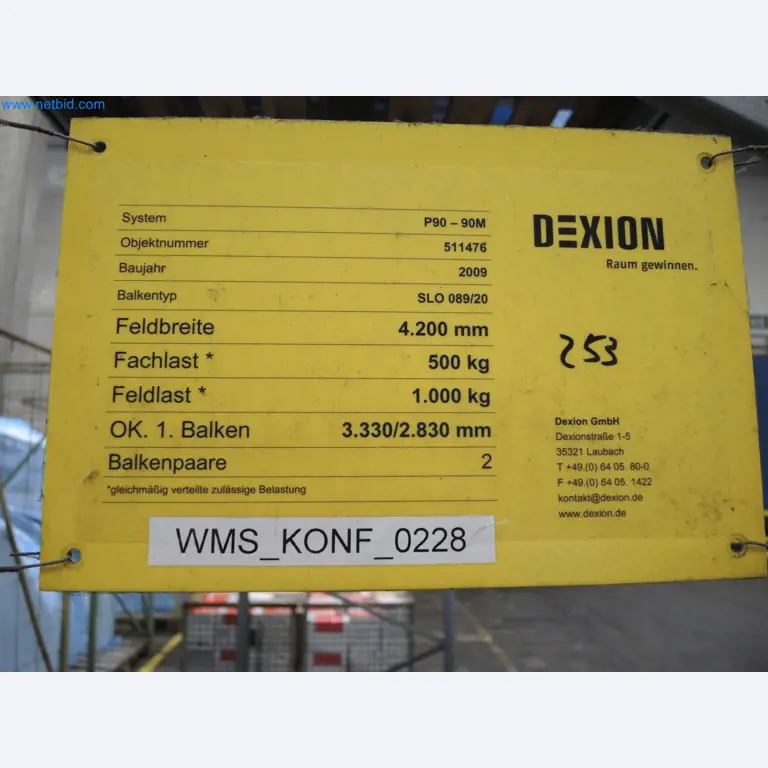 www.netbid.com
System P90 – 90M
Objektnummer 511476
Baujahr 2009
Balkentyp SLO 089/20
Feldbreite 4.200 mm
Fachlast * 500 kg
Feldlast * 1.000 kg
OK. 1. Balken 3.330/2.830 mm
Balkenpaare 2
*gleichmäßig verteilte zulässige Belastung
WMS_KONF_0228
DEXION
Raum gewinnen.
253
Dexion GmbH
Dexionstraße 1-5
35321 Laubach
T +49.(0) 64 05. 80-0
F +49.(0) 64 05. 1422
kontakt@dexion.de
www.dexion.de